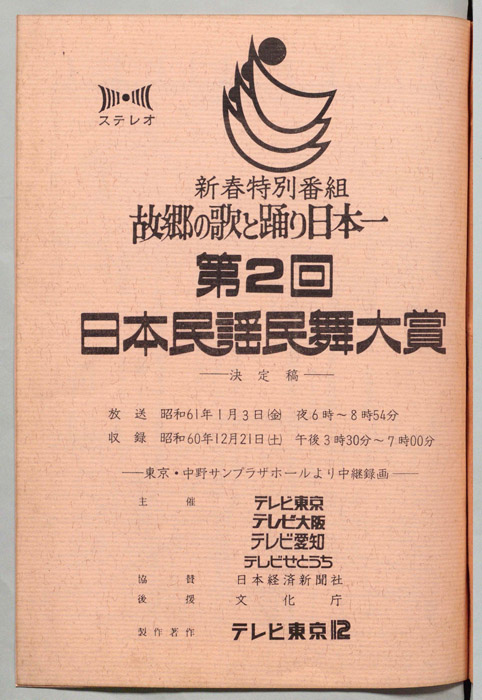 ステレオ
新春特別番組
故郷の歌と踊り日本一
第2回
日本民謡民舞大賞
――決定稿――
放送 昭和61年1月3日(金) 夜6時～8時54分
収録 昭和60年12月21日(土) 午後3時30分～7時00分
――東京・中野サンプラザホールより中継録画――
主催 テレビ東京
テレビ大阪
テレビ愛知
テレビせとうち
協賛 日本経済新聞社
後援 文化庁
製作著作 テレビ東京12